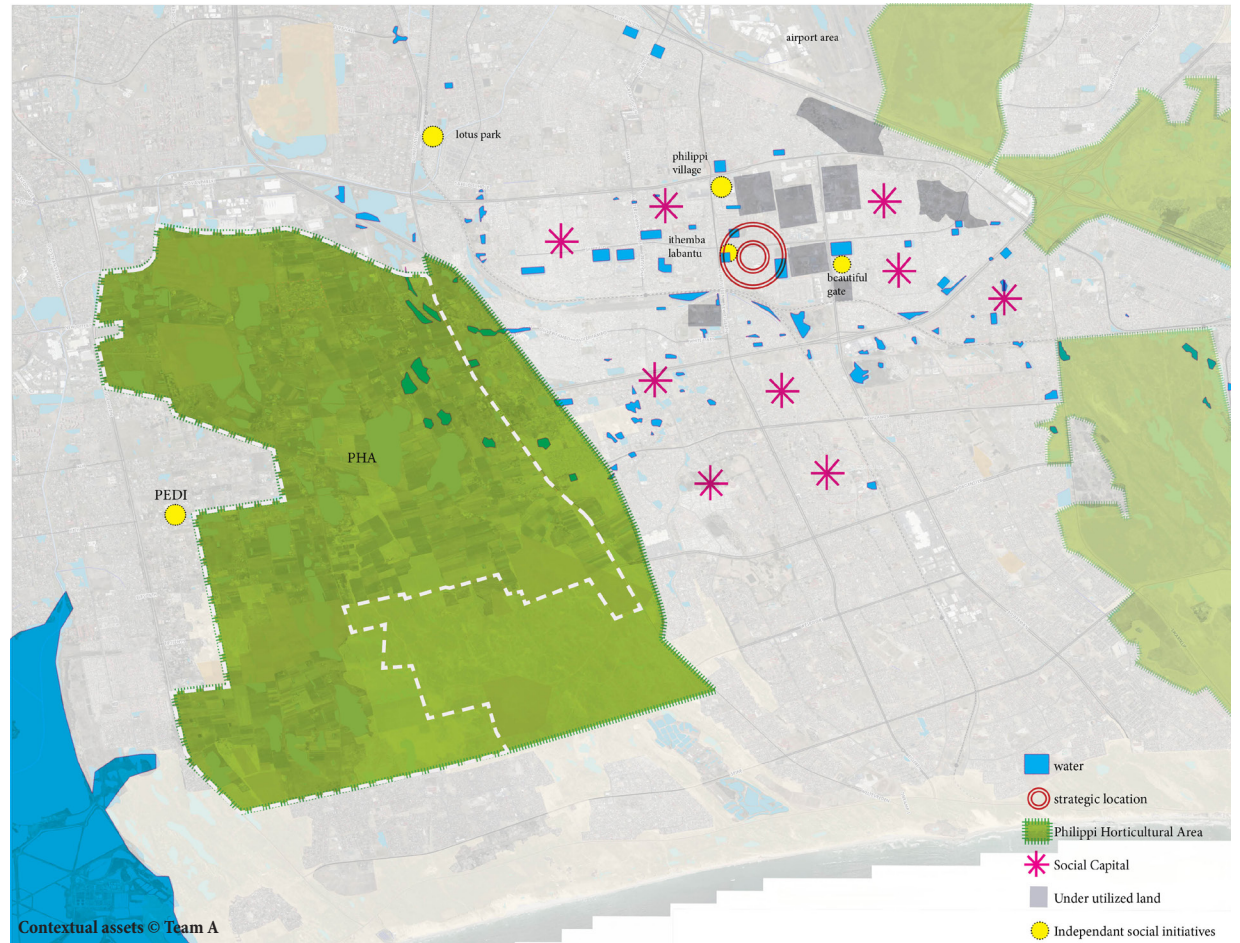 airport area
lotus park
philippi
village
ithemba
labantu
beautiful
gate
PHA
PEDI
water
strategic location
Philippi Horticultural Area
Social Capital
Under utilized land
Independant social initiatives
Contextual assets © Team A